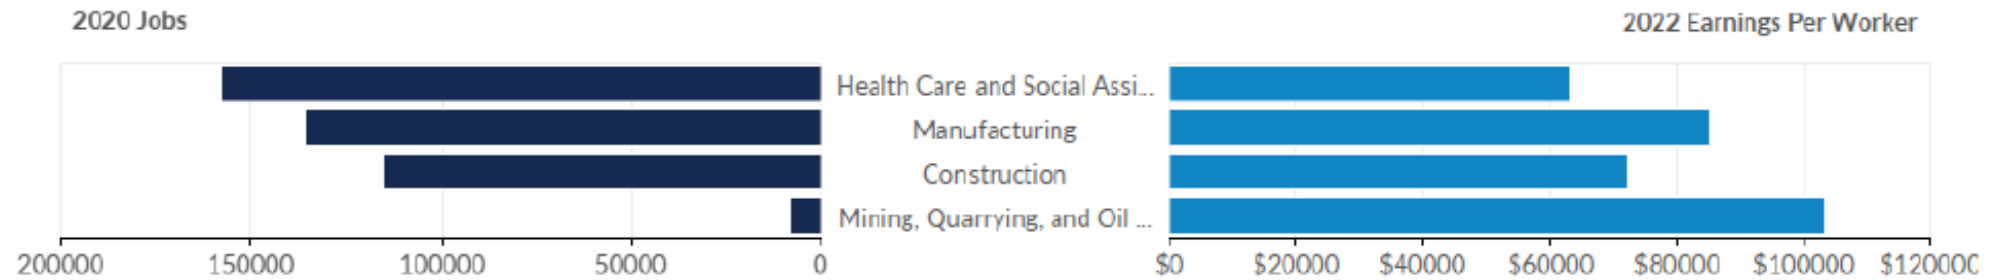 2020 Jobs
2022 Earnings Per Worker
Health Care and Social Assi...
Manufacturing
Construction
Mining, Quarrying, and Oil ...
200000 150000 100000 50000 0
$0 $20000 $40000 $60000 $80000 $100000 $120000